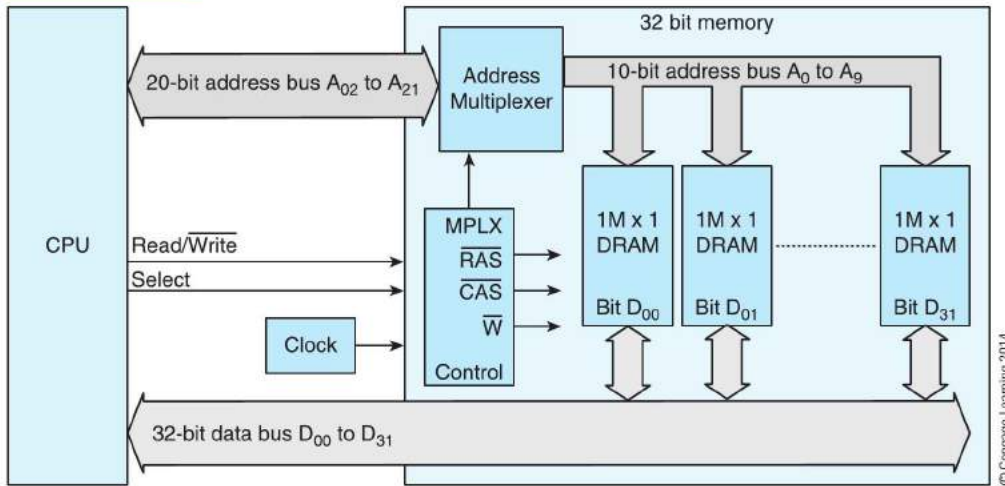 32 bit memory
20-bit address bus A02 to A21
Address
Multiplexer
10-bit address bus A0 to A9
CPU
Read/Write
Select
Clock
MPLX
RAS
CAS
W
Control
1M x 1
DRAM
Bit D00
1M x 1
DRAM
Bit D01
1M x 1
DRAM
Bit D31
32-bit data bus D00 to D31
© Cengage Learning 2014